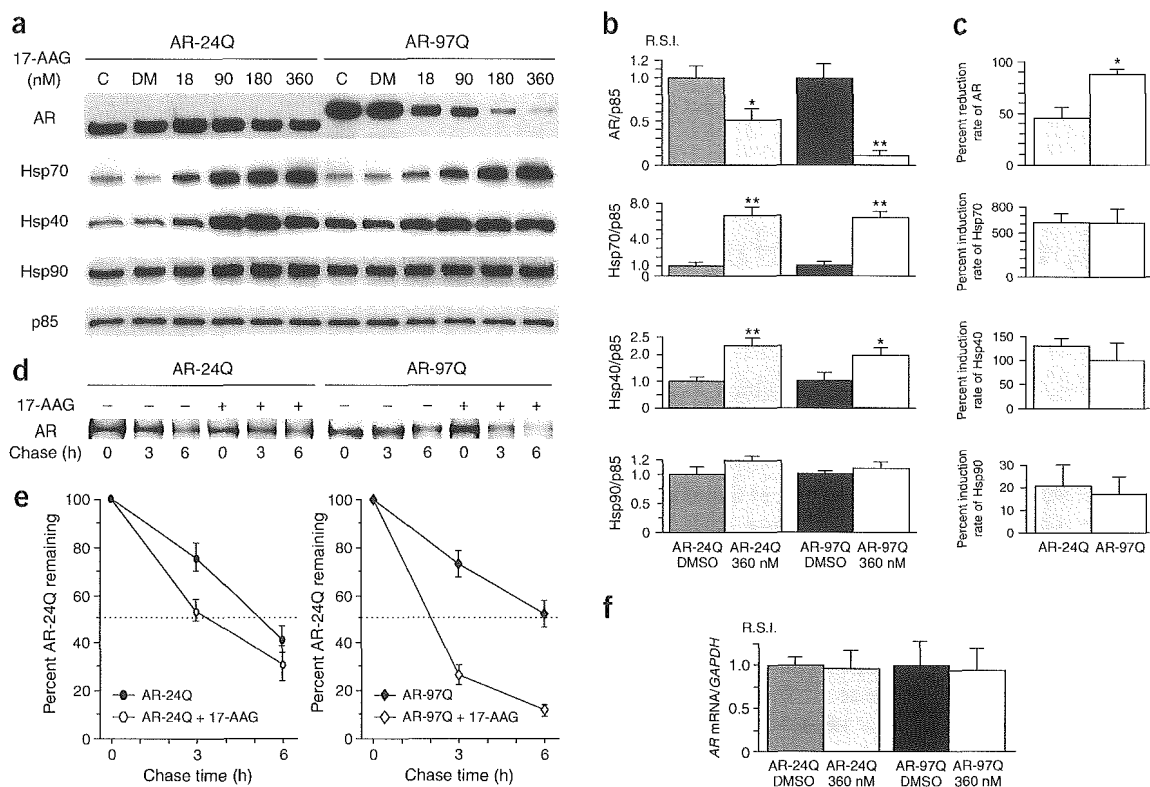 a
AR-24Q AR-97Q
17-AAG
(nM) C DM 18 90 180 360 C DM 18 90 180 360
AR
Hsp70
Hsp40
Hsp90
p85
b
R.S.I.
AR/p85
1.2
1.0
0.5
0
*
**
Hsp70/p85
8.0
4.0
1.0
0
**
**
Hsp40/p85
2.5
2.0
1.0
0
**
*
Hsp90/p85
1.2
1.0
0.5
0
AR-24Q AR-24Q AR-97Q AR-97Q
DMSO 360 nM DMSO 360 nM
c
Percent reduction
rate of AR
100
50
0
*
Percent induction
rate of Hsp70
800
500
0
Percent induction
rate of Hsp40
150
100
50
0
Percent induction
rate of Hsp90
30
20
10
0
AR-24Q AR-97Q
d
AR-24Q AR-97Q
17-AAG – – – + + + – – – + + +
AR
Chase (h) 0 3 6 0 3 6 0 3 6 0 3 6
e
Percent AR-24Q remaining
100
80
60
40
20
0
AR-24Q
AR-24Q + 17-AAG
0 3 6
Chase time (h)
Percent AR-24Q remaining
100
80
60
40
20
0
AR-97Q
AR-97Q + 17-AAG
0 3 6
Chase time (h)
f
R.S.I.
AR mRNA/GAPDH
1.0
0.5
0
AR-24Q AR-24Q AR-97Q AR-97Q
DMSO 360 nM DMSO 360 nM